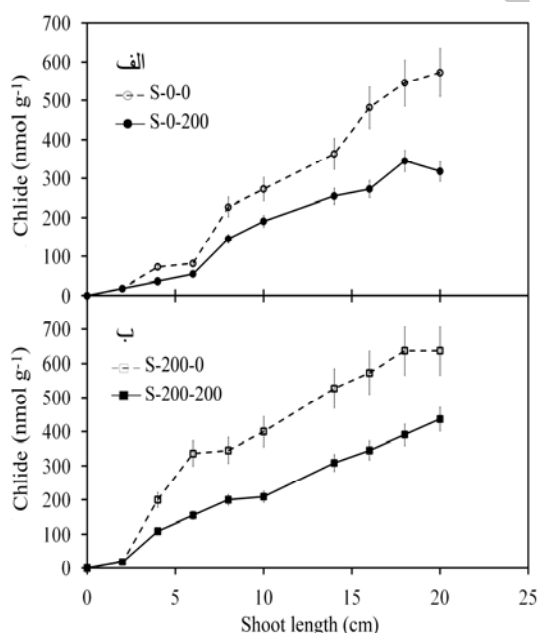 700
600
500
400
300
200
100
0
Chlide (nmol g-1)
الف
S-0-0
S-0-200
700
600
500
400
300
200
100
0
Chlide (nmol g-1)
ب
S-200-0
S-200-200
0 5 10 15 20 25
Shoot length (cm)